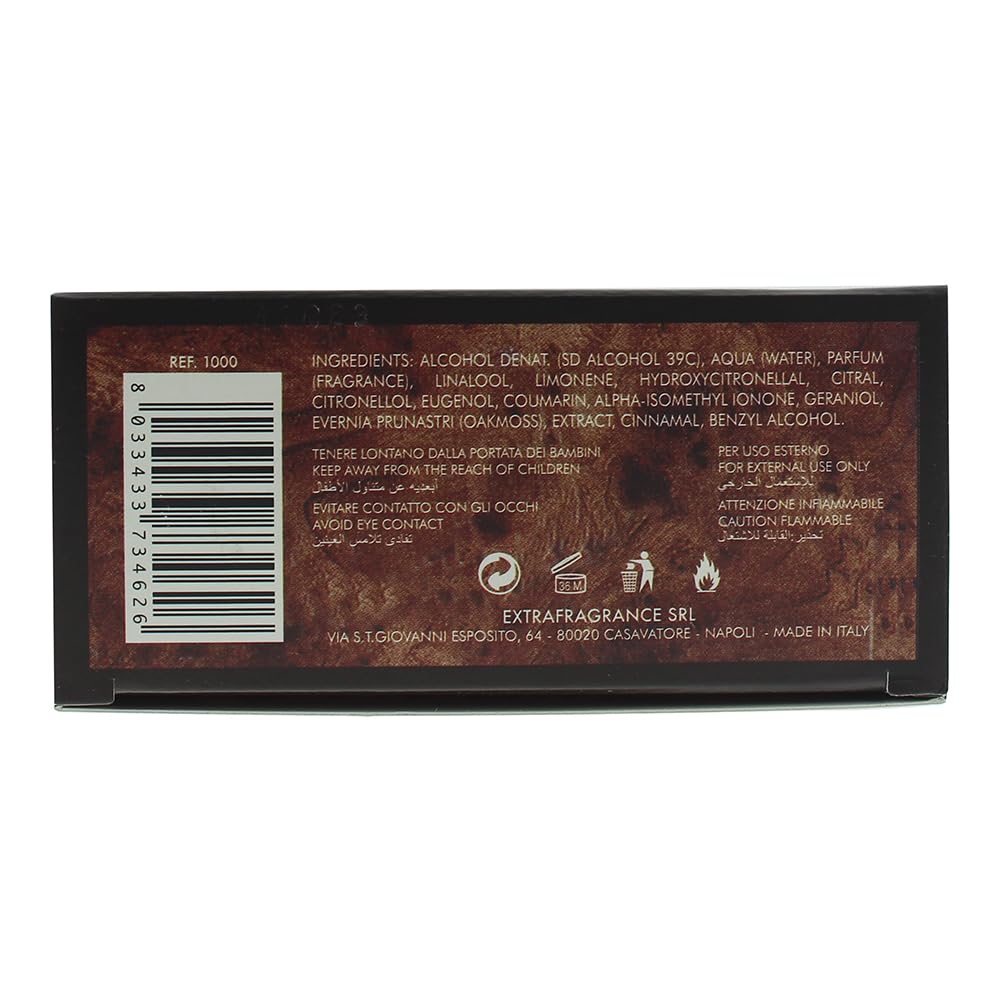 REF. 1000
8 033433 734626
INGREDIENTS: ALCOHOL DENAT. (SD ALCOHOL 39C), AQUA (WATER), PARFUM
(FRAGRANCE), LINALOOL, LIMONENE, HYDROXYCITRONELLAL, CITRAL,
CITRONELLOL, EUGENOL, COUMARIN, ALPHA-ISOMETHYL IONONE, GERANIOL,
EVERNIA PRUNASTRI (OAKMOSS), EXTRACT, CINNAMAL, BENZYL ALCOHOL.
TENERE LONTANO DALLA PORTATA DEI BAMBINI
KEEP AWAY FROM THE REACH OF CHILDREN
أبعديه عن متناول الأطفال
EVITARE CONTATTO CON GLI OCCHI
AVOID EYE CONTACT
تفادى تلامس العينين
PER USO ESTERNO
FOR EXTERNAL USE ONLY
للاستعمال الخارجي
ATTENZIONE INFIAMMABILE
CAUTION FLAMMABLE
تحذير: القابلة للاشتعال
36 M
EXTRAFRAGRANCE SRL
VIA S.T.GIOVANNI ESPOSITO, 64 - 80020 CASAVATORE - NAPOLI - MADE IN ITALY